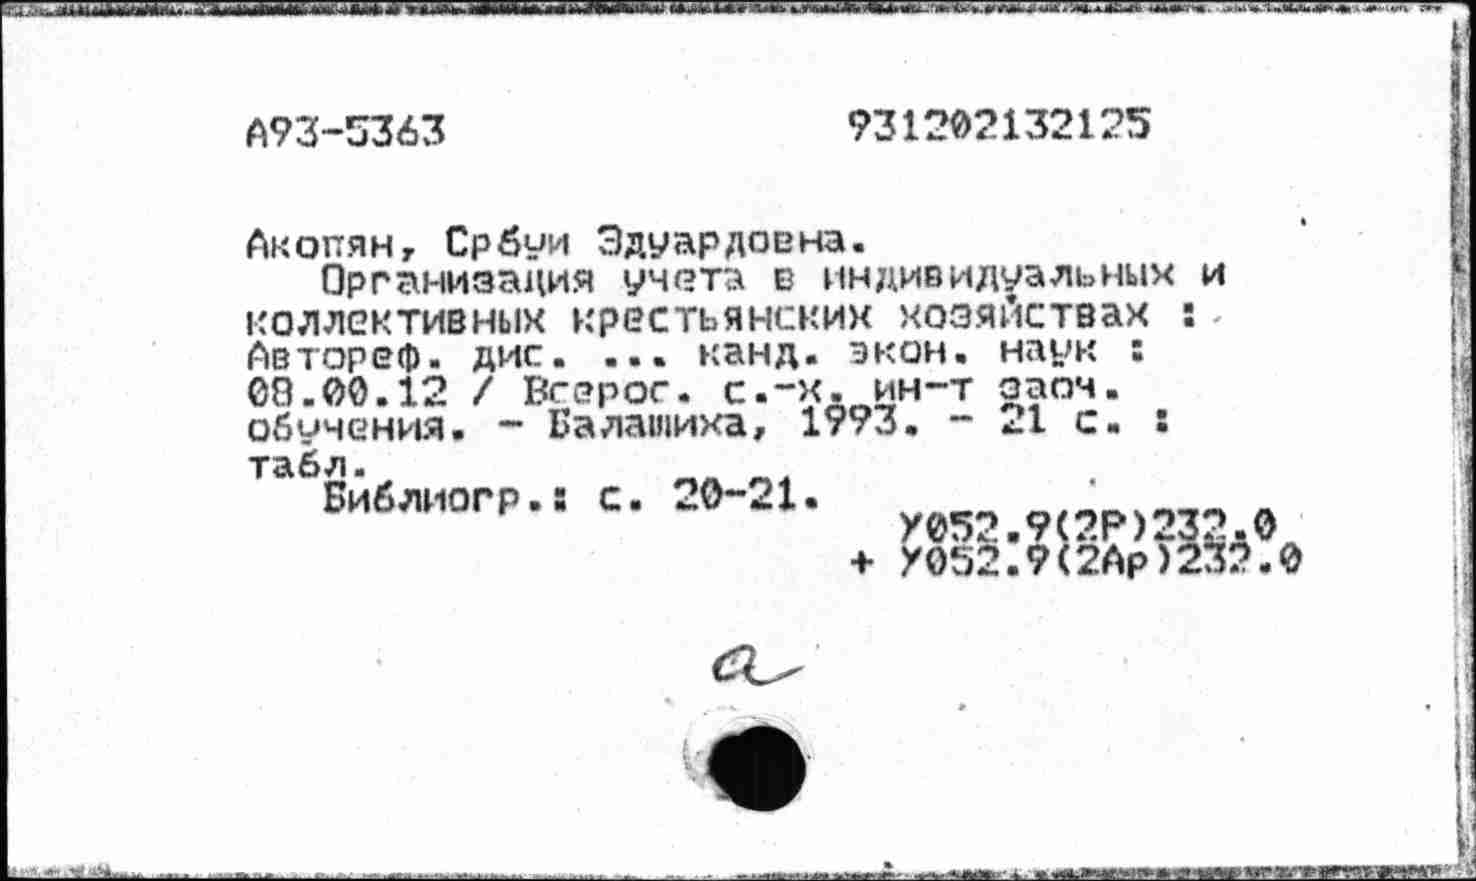 А93-5363 931202132125
Акопян, Србуи Эдуардовна.
Организация учета в индивидуальных и
коллективных крестьянских хозяйствах :
Автореф. дис. ... канд. экон. наук :
08.00.12 / Всерос. с.-х. ин-т заоч.
обучения. - Балашиха, 1993. - 21 с. :
табл.
Библиогр.: с. 20-21.
У052.9(2Р)232.0
+ У052.9(2Ар)232.0
а